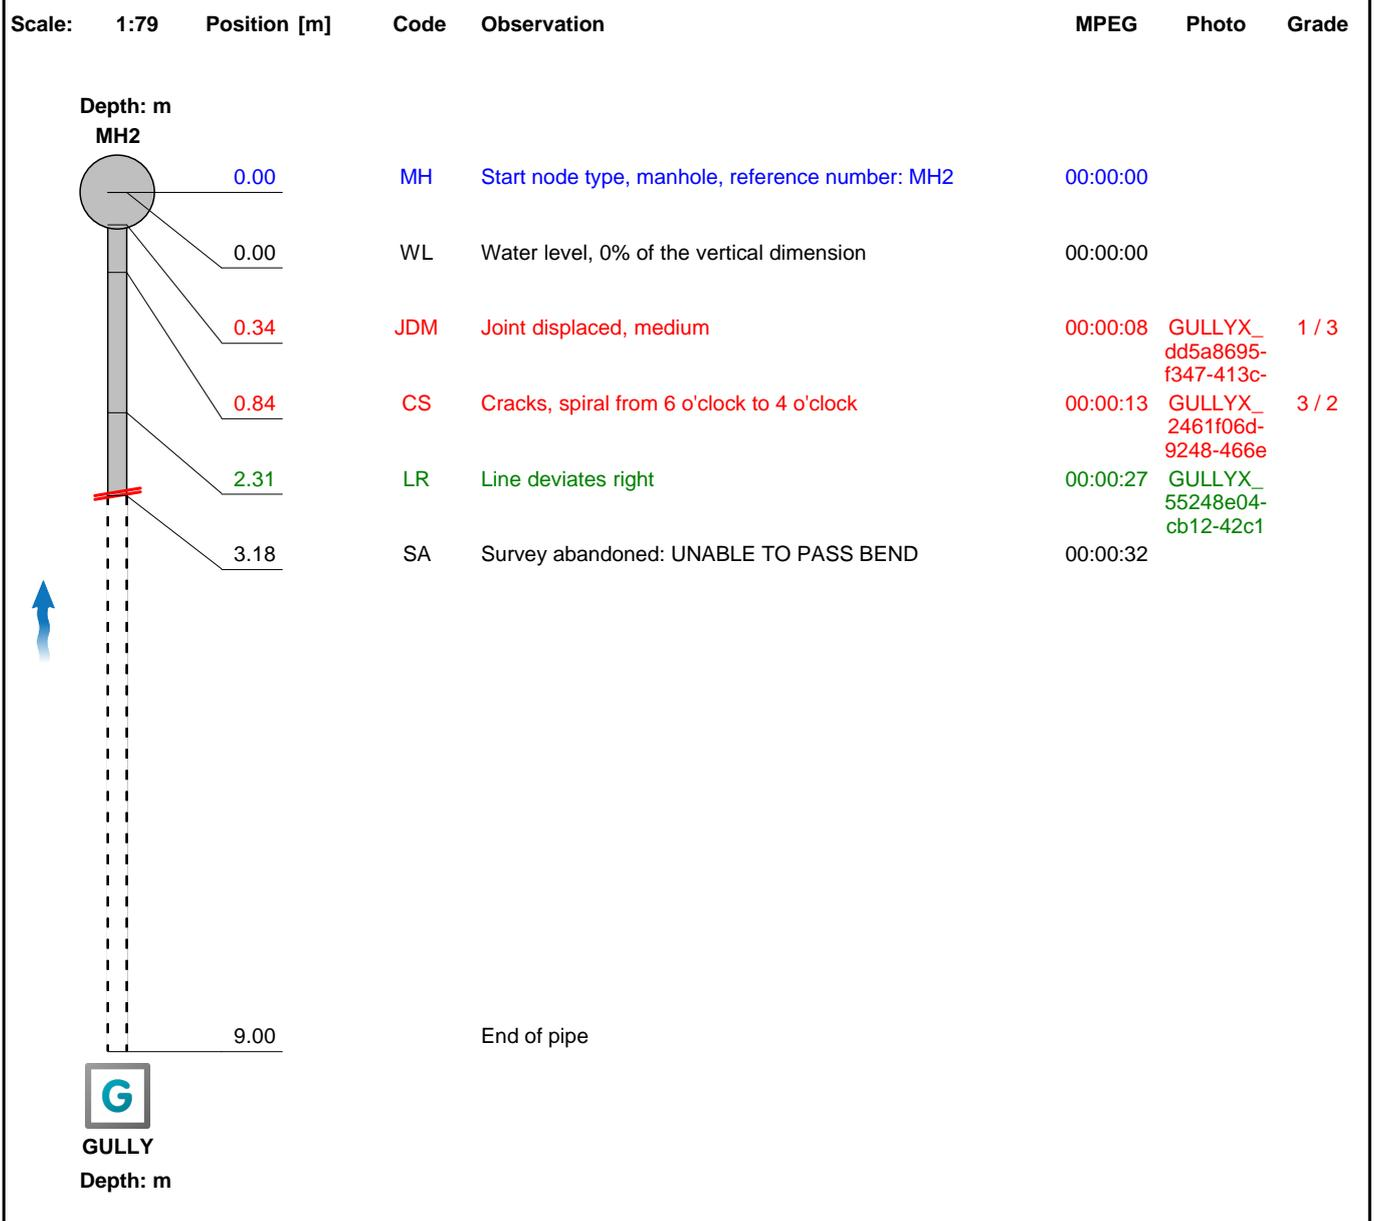 Scale: 1:79 Position [m] Code Observation MPEG Photo Grade
Depth: m
MH2
0.00 MH Start node type, manhole, reference number: MH2 00:00:00
0.00 WL Water level, 0% of the vertical dimension 00:00:00
0.34 JDM Joint displaced, medium 00:00:08 GULLYX_ 1 / 3
dd5a8695-
f347-413c-
0.84 CS Cracks, spiral from 6 o'clock to 4 o'clock 00:00:13 GULLYX_ 3 / 2
2461f06d-
9248-466e
2.31 LR Line deviates right 00:00:27 GULLYX_
55248e04-
cb12-42c1
3.18 SA Survey abandoned: UNABLE TO PASS BEND 00:00:32
9.00 End of pipe
G
GULLY
Depth: m